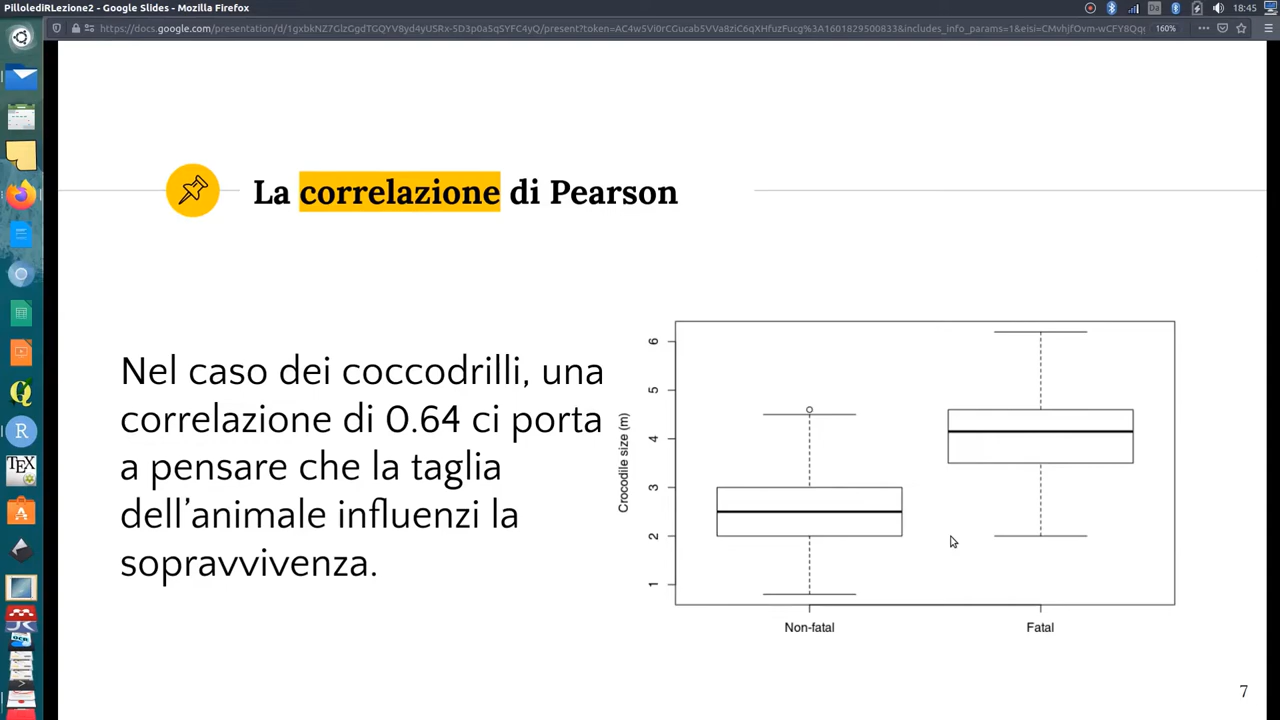 PilloledIRLezione2 - Google Slides - Mozilla Firefox
18:45
160%
La correlazione di Pearson
Nel caso dei coccodrilli, una
correlazione di 0.64 ci porta
a pensare che la taglia
dell'animale influenzi la
sopravvivenza.
Crocodile size (m)
6
5
4
3
2
1
Non-fatal
Fatal
7